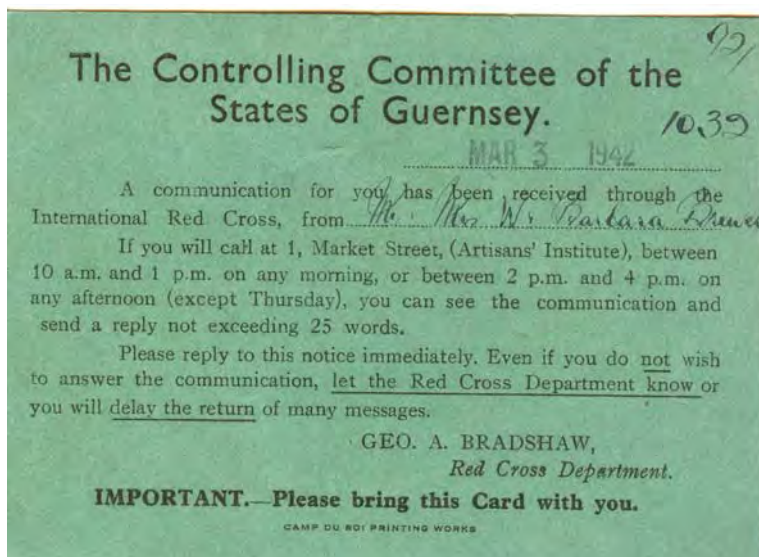 The Controlling Committee of the
States of Guernsey.
10.39
MAR 3 1942
A communication for you has been received through the
International Red Cross, from Mr. Mrs W. Barbara
If you will call at 1, Market Street, (Artisans' Institute), between
10 a.m. and 1 p.m. on any morning, or between 2 p.m. and 4 p.m. on
any afternoon (except Thursday), you can see the communication and
send a reply not exceeding 25 words.
Please reply to this notice immediately. Even if you do not wish
to answer the communication, let the Red Cross Department know or
you will delay the return of many messages.
GEO. A. BRADSHAW,
Red Cross Department.
IMPORTANT.—Please bring this Card with you.
CAMP DU ROI PRINTING WORKS